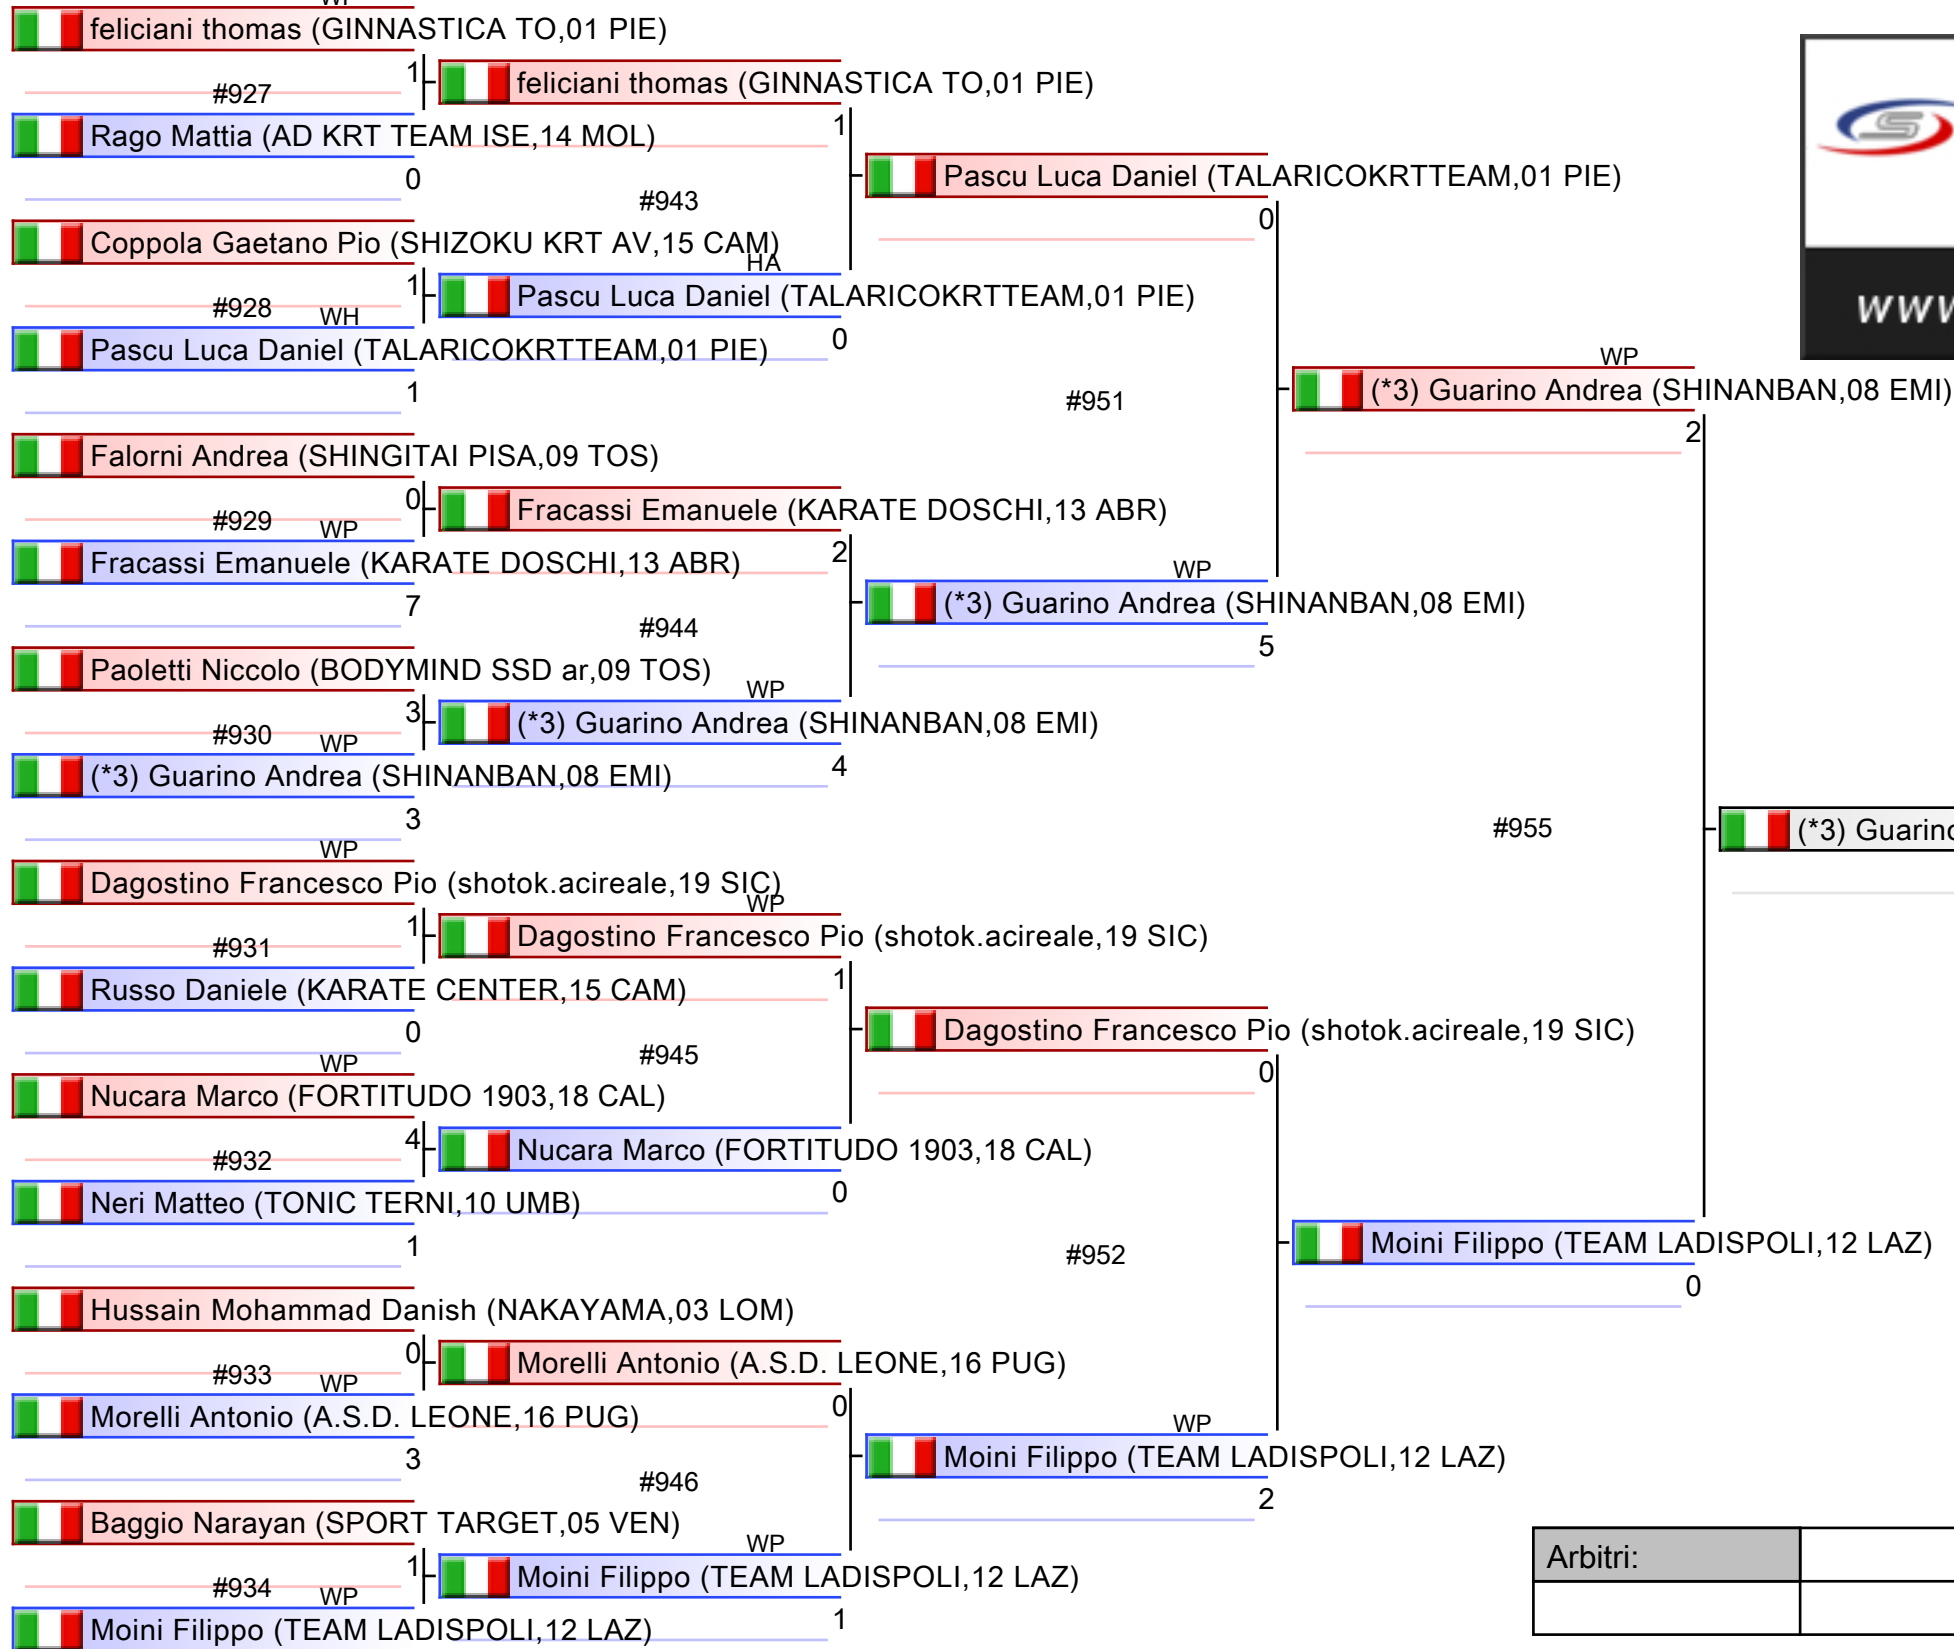 WP
feliciani thomas (GINNASTICA TO,01 PIE)
1
#927
Rago Mattia (AD KRT TEAM ISE,14 MOL)
0
Coppola Gaetano Pio (SHIZOKU KRT AV,15 CAM)
1
#928
WH
Pascu Luca Daniel (TALARICOKRTTEAM,01 PIE)
1
Falorni Andrea (SHINGITAI PISA,09 TOS)
0
#929
WP
Fracassi Emanuele (KARATE DOSCHI,13 ABR)
7
Paoletti Niccolo (BODYMIND SSD ar,09 TOS)
3
#930
WP
(*3) Guarino Andrea (SHINANBAN,08 EMI)
3
WP
Dagostino Francesco Pio (shotok.acireale,19 SIC)
1
#931
Russo Daniele (KARATE CENTER,15 CAM)
0
WP
Nucara Marco (FORTITUDO 1903,18 CAL)
4
#932
Neri Matteo (TONIC TERNI,10 UMB)
1
Hussain Mohammad Danish (NAKAYAMA,03 LOM)
0
#933
WP
Morelli Antonio (A.S.D. LEONE,16 PUG)
3
Baggio Narayan (SPORT TARGET,05 VEN)
1
#934
WP
Moini Filippo (TEAM LADISPOLI,12 LAZ)
feliciani thomas (GINNASTICA TO,01 PIE)
1
#943
HA
Pascu Luca Daniel (TALARICOKRTTEAM,01 PIE)
0
Fracassi Emanuele (KARATE DOSCHI,13 ABR)
2
#944
WP
(*3) Guarino Andrea (SHINANBAN,08 EMI)
4
WP
Dagostino Francesco Pio (shotok.acireale,19 SIC)
1
#945
Nucara Marco (FORTITUDO 1903,18 CAL)
0
Morelli Antonio (A.S.D. LEONE,16 PUG)
0
#946
WP
Moini Filippo (TEAM LADISPOLI,12 LAZ)
1
Pascu Luca Daniel (TALARICOKRTTEAM,01 PIE)
0
#951
WP
(*3) Guarino Andrea (SHINANBAN,08 EMI)
5
Dagostino Francesco Pio (shotok.acireale,19 SIC)
0
#952
WP
Moini Filippo (TEAM LADISPOLI,12 LAZ)
2
WP
(*3) Guarino Andrea (SHINANBAN,08 EMI)
2
#955
Moini Filippo (TEAM LADISPOLI,12 LAZ)
0
(*3) Guarino
S
www
Arbitri: